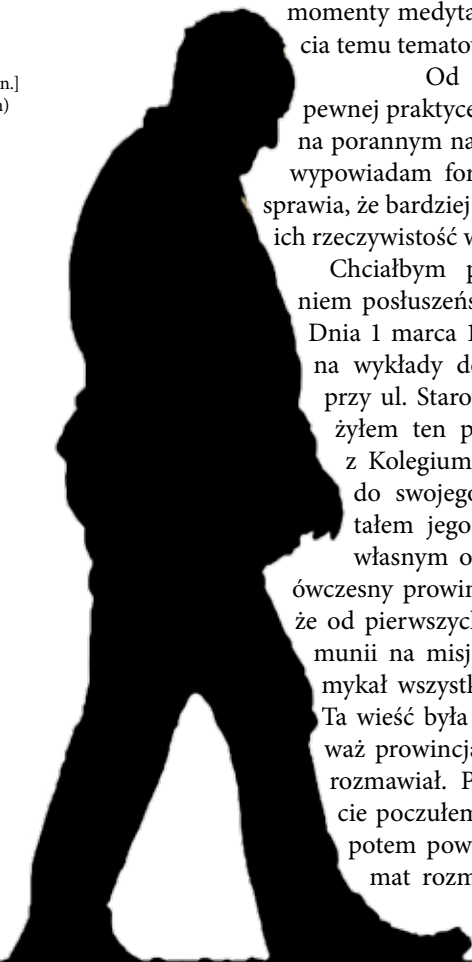 n.]
)
momenty medyta
cia temu tematov
Od
pewnej praktyce
na porannym na
wypowiadam for
sprawia, że bardziej
ich rzeczywistość w
Chciałbym p
niem posłuszeńs
Dnia 1 marca 1
na wykłady do
przy ul. Staro
żyłem ten p
z Kolegium
do swojego
tałem jego
własnym o
ówczesny prowin
że od pierwszych
munii na misj
mykał wszystk
Ta wieść była
waż prowincja
rozmawiał. P
cie poczułem
potem pow
mat rozm